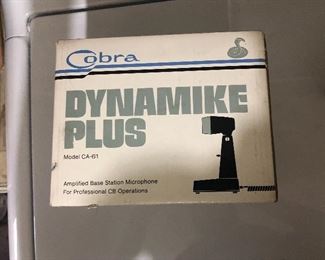 Cobra
DYNAMIKE
PLUS
Model CA-61
Amplified Base Station Microphone
For Professional CB Operations